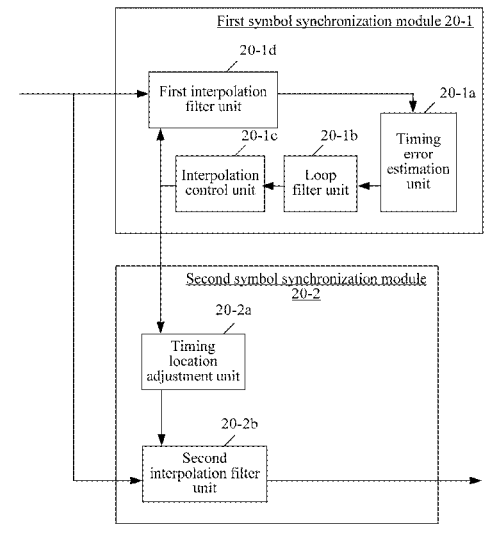 First symbol synchronization module 20-1
20-1d
First interpolation
filter unit
20-1a
Timing
error
estimation
unit
20-1b
Loop
filter unit
20-1c
Interpolation
control unit
Second symbol synchronization module
20-2
20-2a
Timing
location
adjustment unit
20-2b
Second
interpolation filter
unit